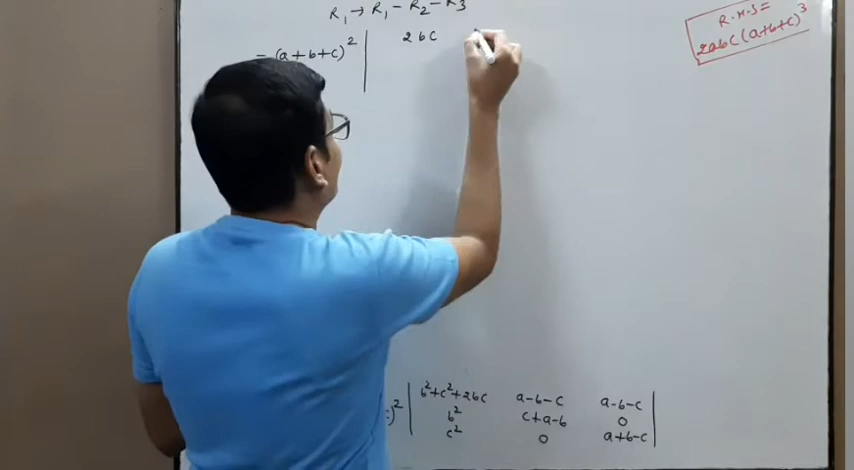 R₁ → R₁ - R₂ - R₃
= (a+b+c)² | 2bc
R.H.S =
2abc (a+b+c)³
)² | b²+c²+2bc a-b-c a-b-c |
b² c+a-b 0
c² 0 a+b-c